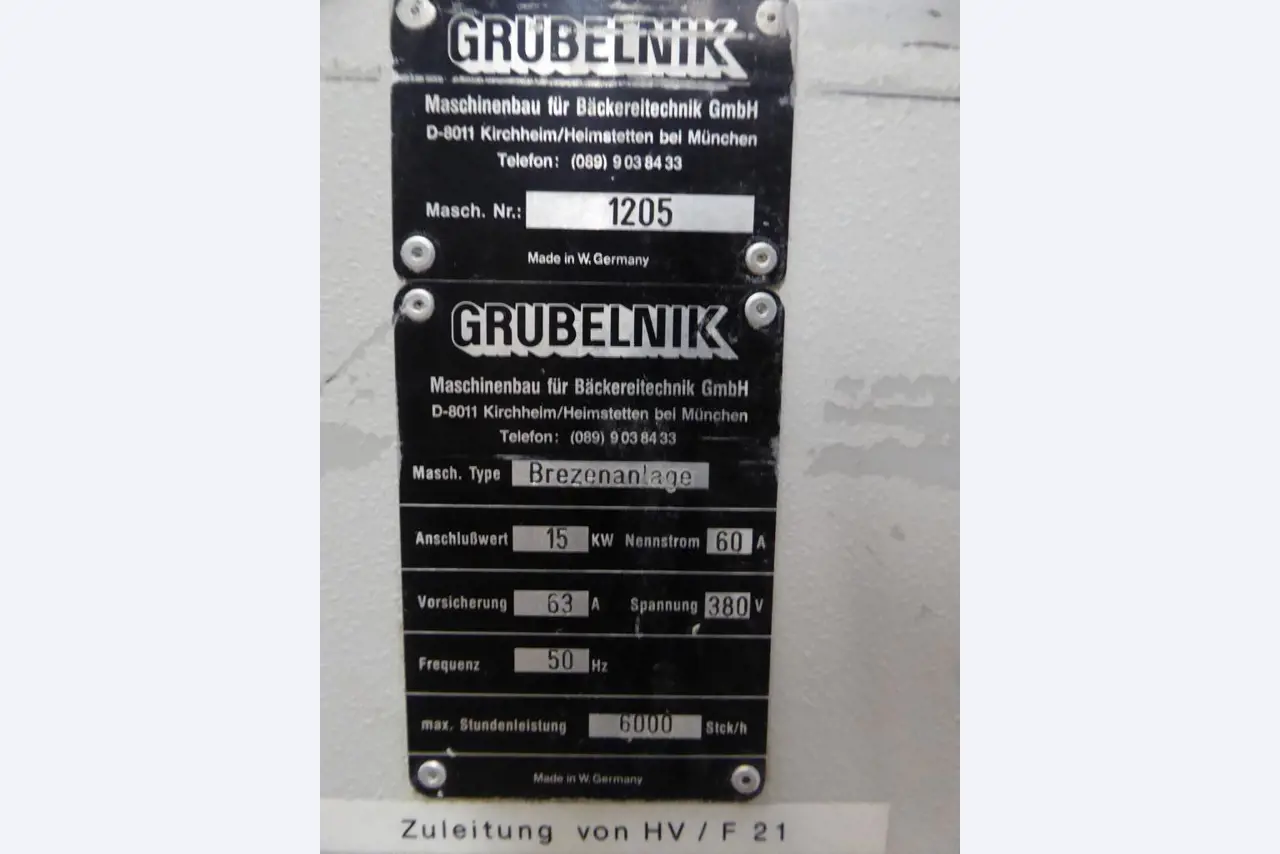 GRUBELNIK
Maschinenbau für Bäckereitechnik GmbH
D-8011 Kirchheim/Heimstetten bei München
Telefon: (089) 9 03 84 33
Masch. Nr.: 1205
Made in W. Germany
GRUBELNIK
Maschinenbau für Bäckereitechnik GmbH
D-8011 Kirchheim/Heimstetten bei München
Telefon: (089) 9 03 84 33
Masch. Type Brezenanlage
Anschlußwert 15 KW Nennstrom 60 A
Vorsicherung 63 A Spannung 380 V
Frequenz 50 Hz
max. Stundenleistung 6000 Stck/h
Made in W. Germany
Zuleitung von HV / F 21